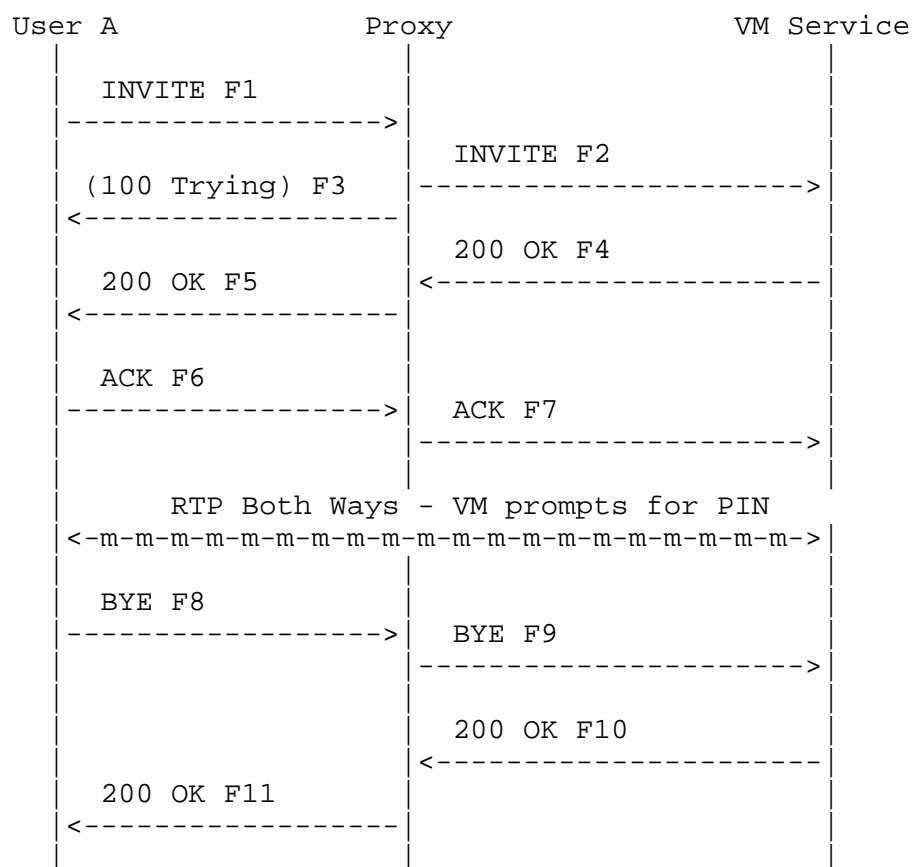 User A Proxy VM Service
INVITE F1
INVITE F2
(100 Trying) F3
200 OK F4
200 OK F5
ACK F6
ACK F7
RTP Both Ways - VM prompts for PIN
<-m-m-m-m-m-m-m-m-m-m-m-m-m-m-m-m-m-m-m-m->
BYE F8
BYE F9
200 OK F10
200 OK F11